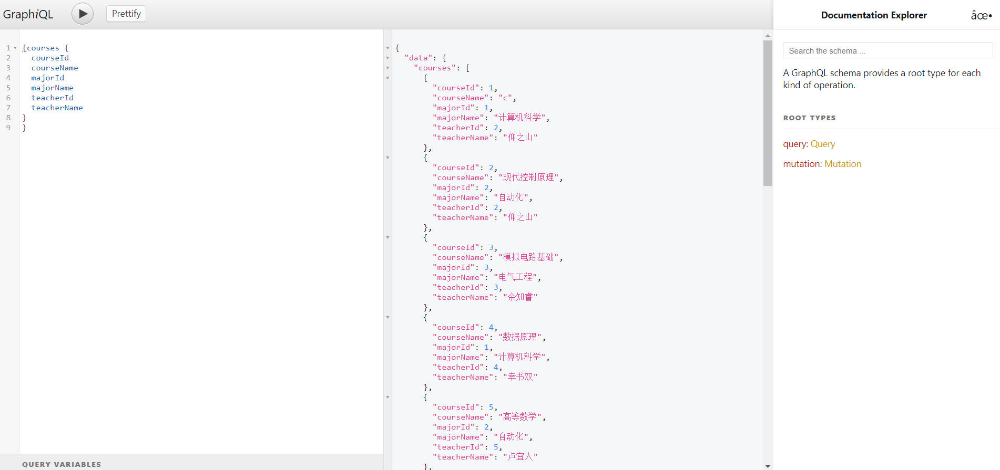 GraphiQL
Prettify
1 {courses {
2 courseId
3 courseName
4 majorId
5 majorName
6 teacherId
7 teacherName
8 }
9 }
QUERY VARIABLES
{
"data": {
"courses": [
{
"courseId": 1,
"courseName": "c",
"majorId": 1,
"majorName": "计算机科学",
"teacherId": 2,
"teacherName": "仰之山"
},
{
"courseId": 2,
"courseName": "现代控制原理",
"majorId": 2,
"majorName": "自动化",
"teacherId": 2,
"teacherName": "仰之山"
},
{
"courseId": 3,
"courseName": "模拟电路基础",
"majorId": 3,
"majorName": "电气工程",
"teacherId": 3,
"teacherName": "余知睿"
},
{
"courseId": 4,
"courseName": "数据原理",
"majorId": 1,
"majorName": "计算机科学",
"teacherId": 4,
"teacherName": "幸书双"
},
{
"courseId": 5,
"courseName": "高等数学",
"majorId": 2,
"majorName": "自动化",
"teacherId": 5,
"teacherName": "卢宜人"
},
Documentation Explorer
âœ•
Search the schema ...
A GraphQL schema provides a root type for each
kind of operation.
ROOT TYPES
query: Query
mutation: Mutation